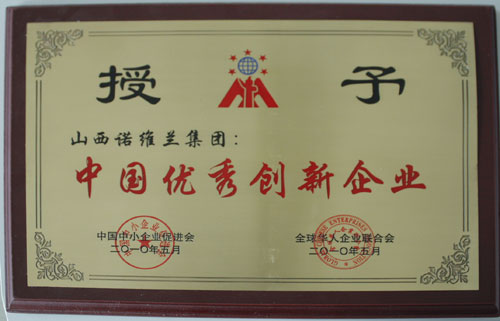 授予
山西诺维兰集团：
中国优秀创新企业
中国中小企业促进会 全球华人企业联合会
二〇一〇年五月 二〇一〇年五月